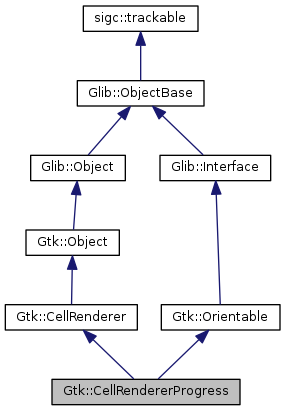 sigc::trackable
Glib::ObjectBase
Glib::Object
Glib::Interface
Gtk::Object
Gtk::CellRenderer
Gtk::Orientable
Gtk::CellRendererProgress